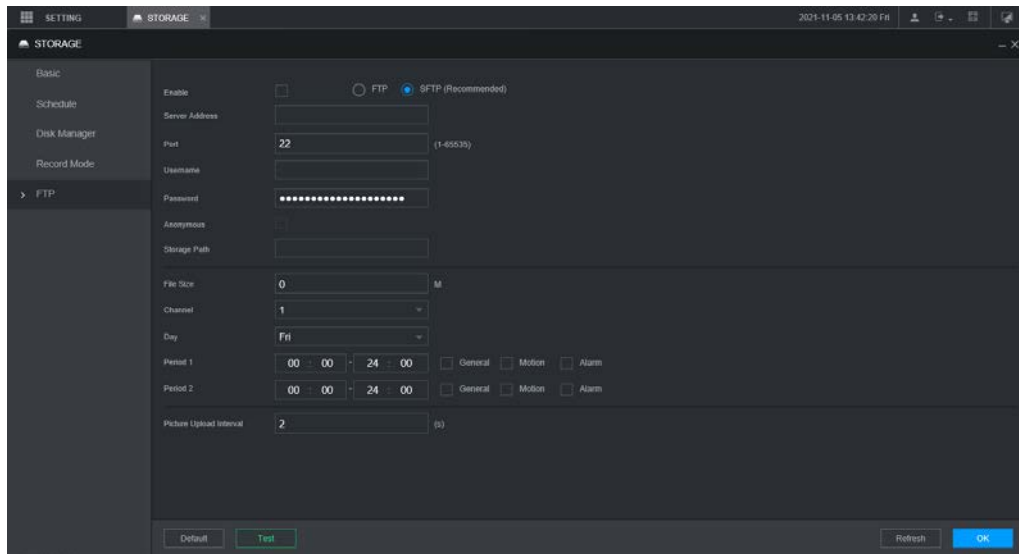 SETTING STORAGE × 2021-11-05 13:42:20 Fri
STORAGE
Basic
Schedule
Disk Manager
Record Mode
FTP
Enable FTP SFTP (Recommended)
Server Address
Port 22 (1-65535)
Username
Password ••••••••••••••••••••
Anonymous
Storage Path
File Size 0 M
Channel 1
Day Fri
Period 1 00 : 00 - 24 : 00 General Motion Alarm
Period 2 00 : 00 - 24 : 00 General Motion Alarm
Picture Upload Interval 2 (s)
Default Test Refresh OK